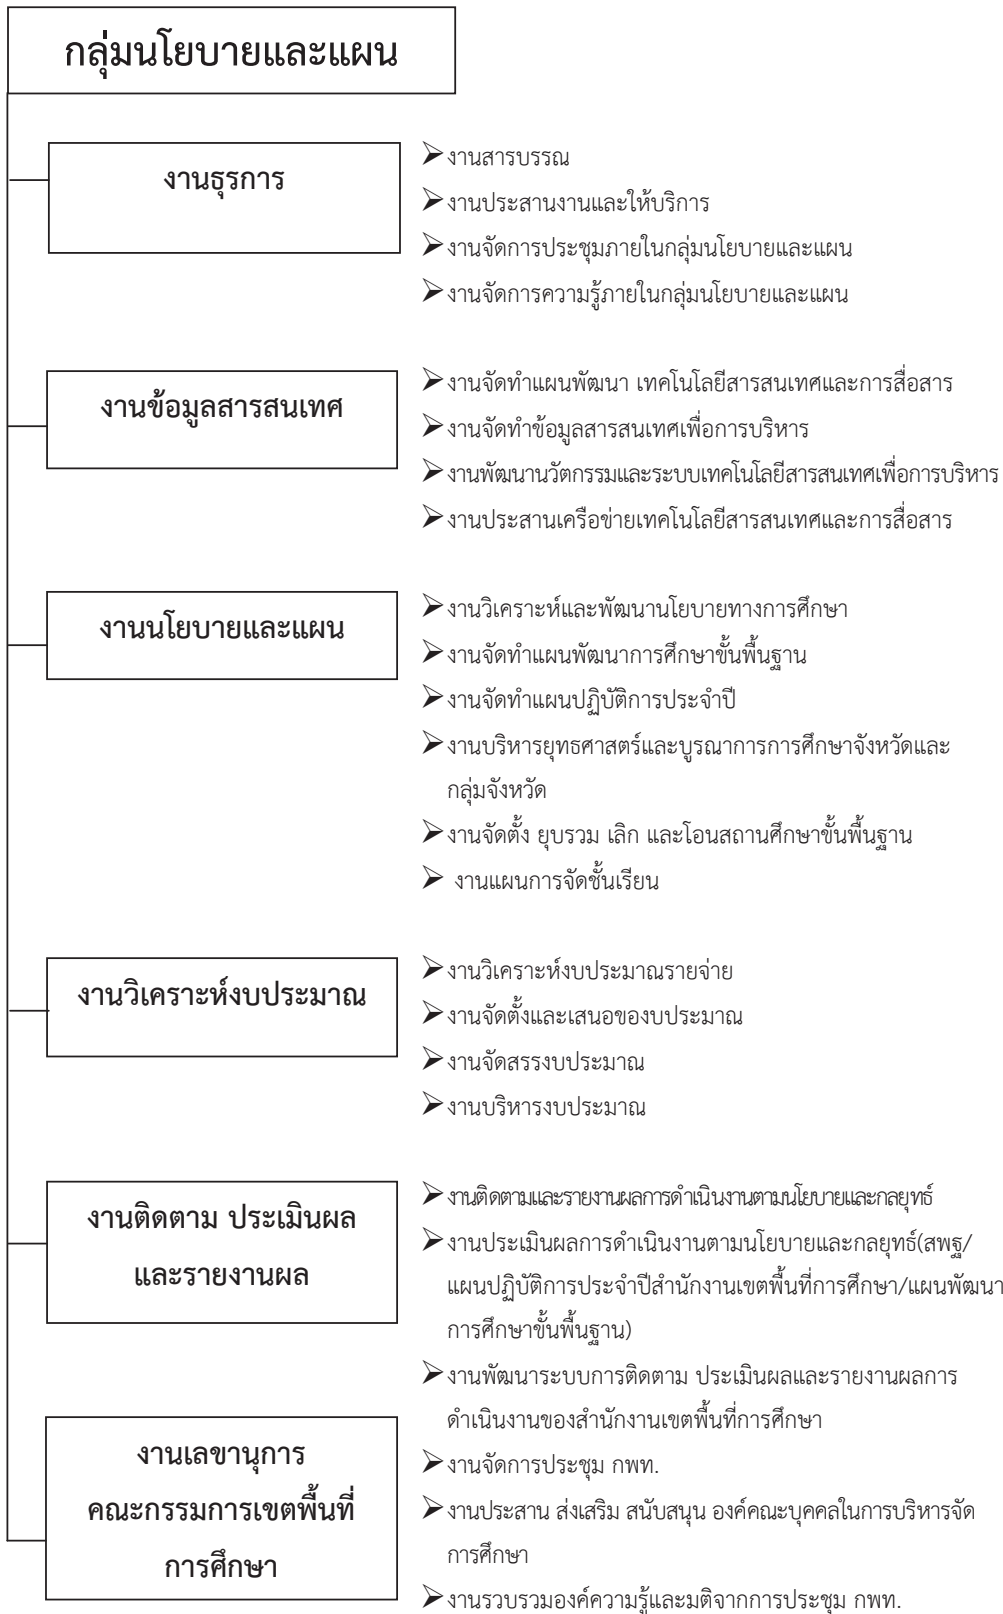 กลุ่มนโยบายและแผน
งานธุรการ
งานสารบรรณ
งานประสานงานและให้บริการ
งานจัดการประชุมภายในกลุ่มนโยบายและแผน
งานจัดการความรู้ภายในกลุ่มนโยบายและแผน
งานข้อมูลสารสนเทศ
งานจัดทำแผนพัฒนา เทคโนโลยีสารสนเทศและการสื่อสาร
งานจัดทำข้อมูลสารสนเทศเพื่อการบริหาร
งานพัฒนานวัตกรรมและระบบเทคโนโลยีสารสนเทศเพื่อการบริหาร
งานประสานเครือข่ายเทคโนโลยีสารสนเทศและการสื่อสาร
งานนโยบายและแผน
งานวิเคราะห์และพัฒนานโยบายทางการศึกษา
งานจัดทำแผนพัฒนาการศึกษาขั้นพื้นฐาน
งานจัดทำแผนปฏิบัติการประจำปี
งานบริหารยุทธศาสตร์และบูรณาการการศึกษาจังหวัดและ
กลุ่มจังหวัด
งานจัดตั้ง ยุบรวม เลิก และโอนสถานศึกษาขั้นพื้นฐาน
งานแผนการจัดชั้นเรียน
งานวิเคราะห์งบประมาณ
งานวิเคราะห์งบประมาณรายจ่าย
งานจัดตั้งและเสนอของบประมาณ
งานจัดสรรงบประมาณ
งานบริหารงบประมาณ
งานติดตาม ประเมินผล
และรายงานผล
งานติดตามและรายงานผลการดำเนินงานตามนโยบายและกลยุทธ์
งานประเมินผลการดำเนินงานตามนโยบายและกลยุทธ์(สพฐ/
แผนปฏิบัติการประจำปีสำนักงานเขตพื้นที่การศึกษา/แผนพัฒนา
การศึกษาขั้นพื้นฐาน)
งานพัฒนาระบบการติดตาม ประเมินผลและรายงานผลการ
ดำเนินงานของสำนักงานเขตพื้นที่การศึกษา
งานเลขานุการ
คณะกรรมการเขตพื้นที่
การศึกษา
งานจัดการประชุม กพท.
งานประสาน ส่งเสริม สนับสนุน องค์คณะบุคคลในการบริหารจัด
การศึกษา
งานรวบรวมองค์ความรู้และมติจากการประชุม กพท.